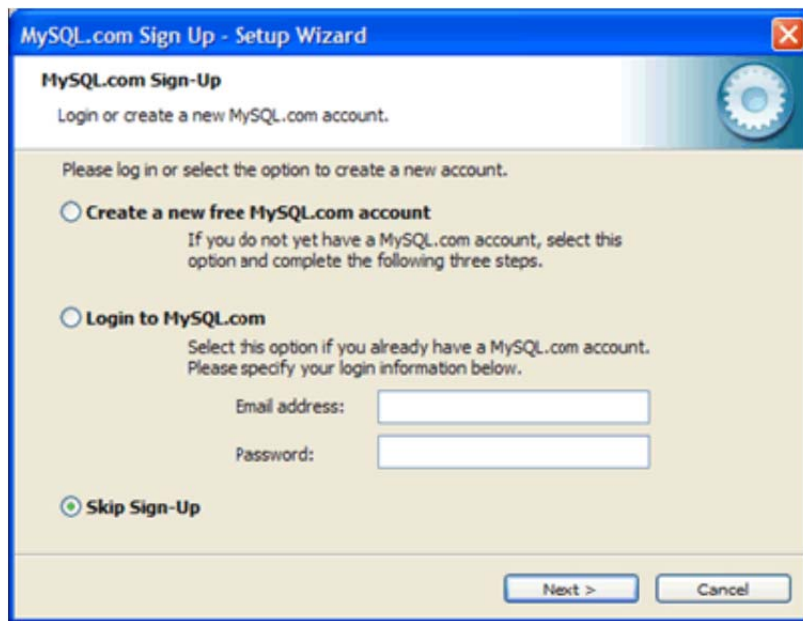 MySQL.com Sign Up - Setup Wizard
MySQL.com Sign-Up
Login or create a new MySQL.com account.
Please log in or select the option to create a new account.
Create a new free MySQL.com account
If you do not yet have a MySQL.com account, select this
option and complete the following three steps.
Login to MySQL.com
Select this option if you already have a MySQL.com account.
Please specify your login information below.
Email address:
Password:
Skip Sign-Up
Next >
Cancel